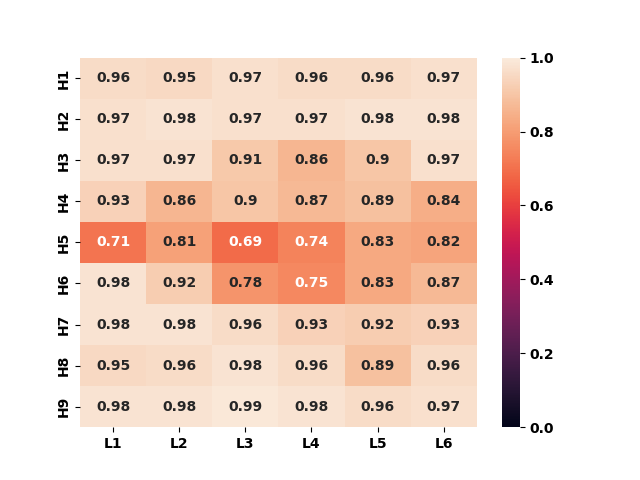 H1 0.96 0.95 0.97 0.96 0.96 0.97
H2 0.97 0.98 0.97 0.97 0.98 0.98
H3 0.97 0.97 0.91 0.86 0.9 0.97
H4 0.93 0.86 0.9 0.87 0.89 0.84
H5 0.71 0.81 0.69 0.74 0.83 0.82
H6 0.98 0.92 0.78 0.75 0.83 0.87
H7 0.98 0.98 0.96 0.93 0.92 0.93
H8 0.95 0.96 0.98 0.96 0.89 0.96
H9 0.98 0.98 0.99 0.98 0.96 0.97
L1 L2 L3 L4 L5 L6
1.0
0.8
0.6
0.4
0.2
0.0